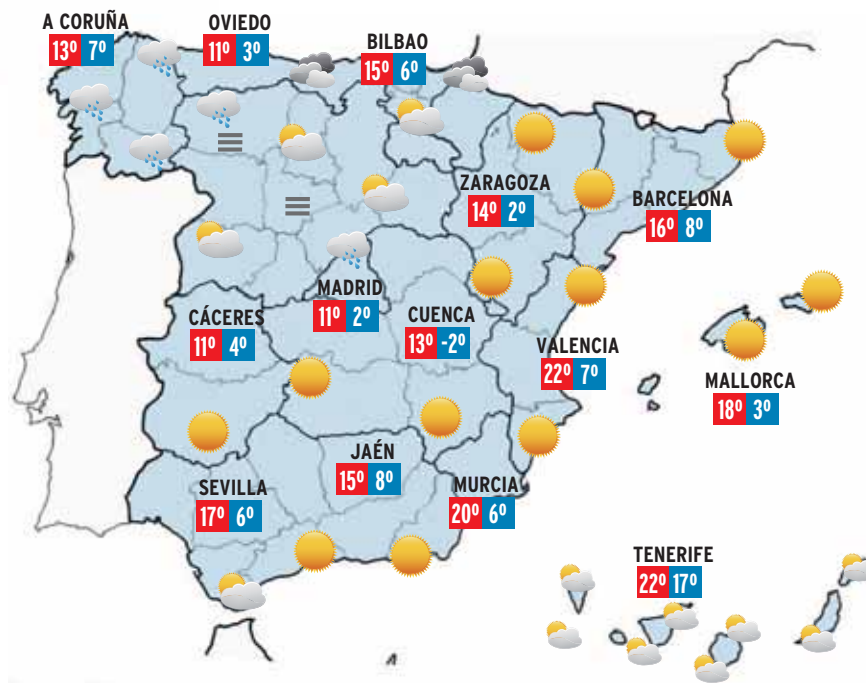 A CORUÑA
13º 7º
OVIEDO
11º 3º
BILBAO
15º 6º
ZARAGOZA
14º 2º
BARCELONA
16º 8º
MADRID
11º 2º
CÁCERES
11º 4º
CUENCA
13º -2º
VALENCIA
22º 7º
MALLORCA
18º 3º
JAÉN
15º 8º
SEVILLA
17º 6º
MURCIA
20º 6º
TENERIFE
22º 17º